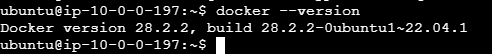 ubuntu@ip-10-0-0-197:~$ docker --version
Docker version 28.2.2, build 28.2.2-0ubuntu1~22.04.1
ubuntu@ip-10-0-0-197:~$